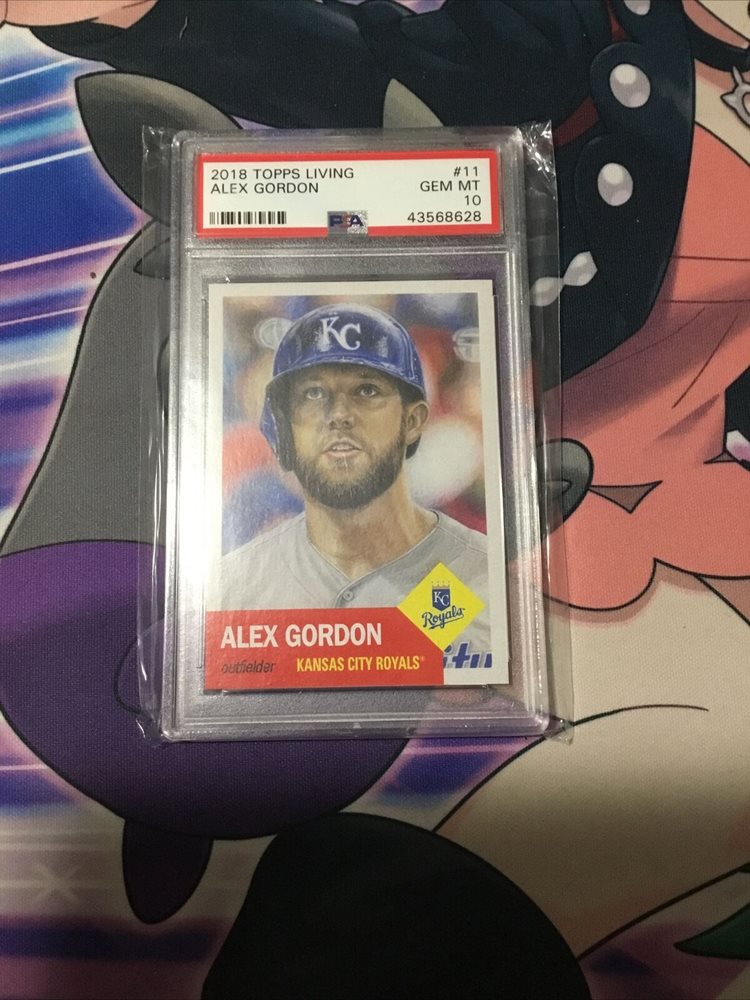 2018 TOPPS LIVING #11
ALEX GORDON GEM MT
10
PSA 43568628
KC
KC
Royals
ALEX GORDON
outfielder KANSAS CITY ROYALS®